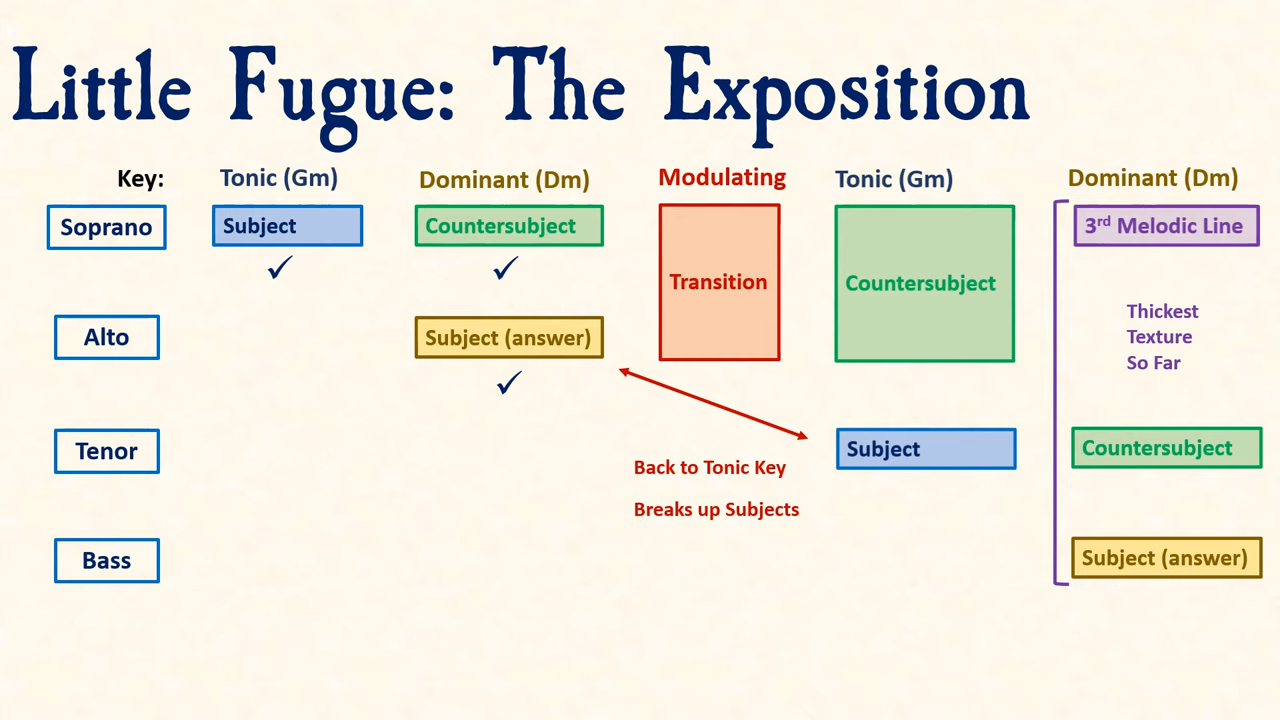 Little Fugue: The Exposition
Key: Tonic (Gm) Dominant (Dm) Modulating Tonic (Gm) Dominant (Dm)
Soprano Subject Countersubject 3rd Melodic Line
✓ ✓
Transition Countersubject
Alto Subject (answer)
Thickest
Texture
So Far
✓
Tenor Subject Countersubject
Back to Tonic Key
Breaks up Subjects
Bass Subject (answer)